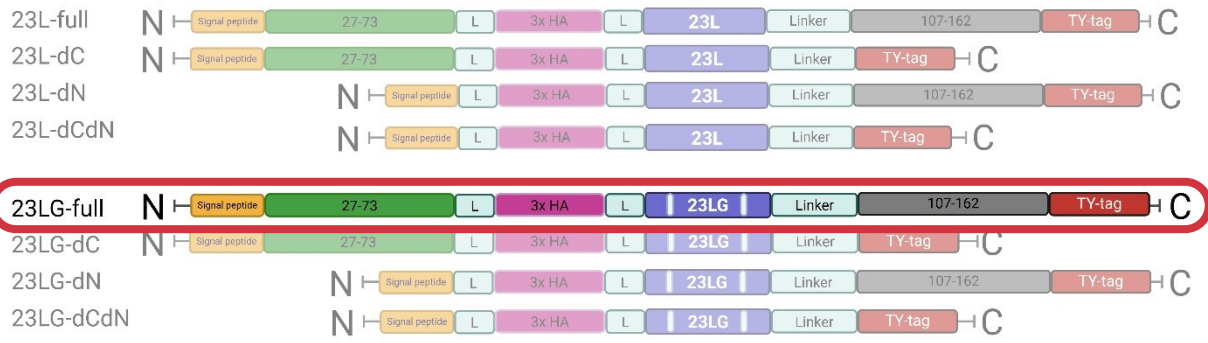 23L-full N Signal peptide 27-73 L 3x HA L 23L Linker 107-162 TY-tag C
23L-dC N Signal peptide 27-73 L 3x HA L 23L Linker TY-tag C
23L-dN N Signal peptide L 3x HA L 23L Linker 107-162 TY-tag C
23L-dCdN N Signal peptide L 3x HA L 23L Linker TY-tag C
23LG-full N Signal peptide 27-73 L 3x HA L 23LG Linker 107-162 TY-tag C
23LG-dC N Signal peptide 27-73 L 3x HA L 23LG Linker TY-tag C
23LG-dN N Signal peptide L 3x HA L 23LG Linker 107-162 TY-tag C
23LG-dCdN N Signal peptide L 3x HA L 23LG Linker TY-tag C